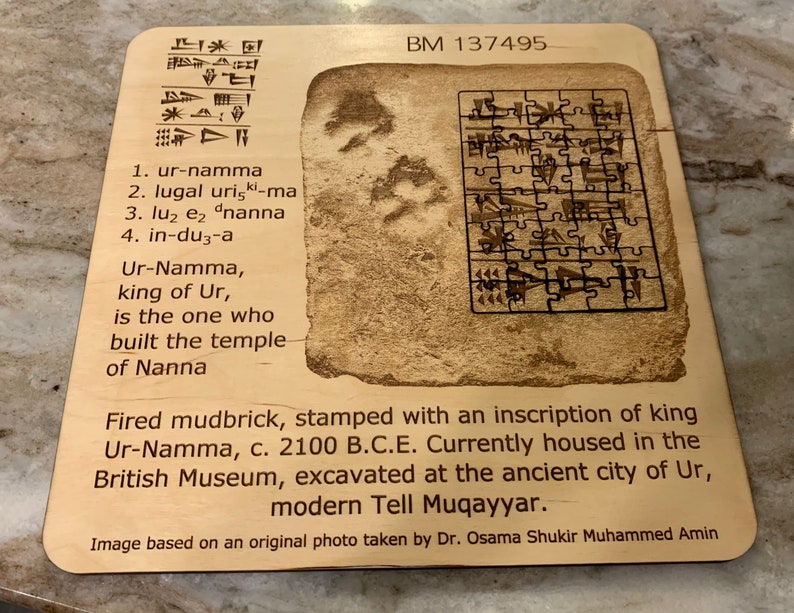 BM 137495
1. ur-namma
2. lugal uri₅ᵏⁱ-ma
3. lu₂ e₂ ᵈnanna
4. in-du₃-a
Ur-Namma,
king of Ur,
is the one who
built the temple
of Nanna
Fired mudbrick, stamped with an inscription of king
Ur-Namma, c. 2100 B.C.E. Currently housed in the
British Museum, excavated at the ancient city of Ur,
modern Tell Muqayyar.
Image based on an original photo taken by Dr. Osama Shukir Muhammed Amin